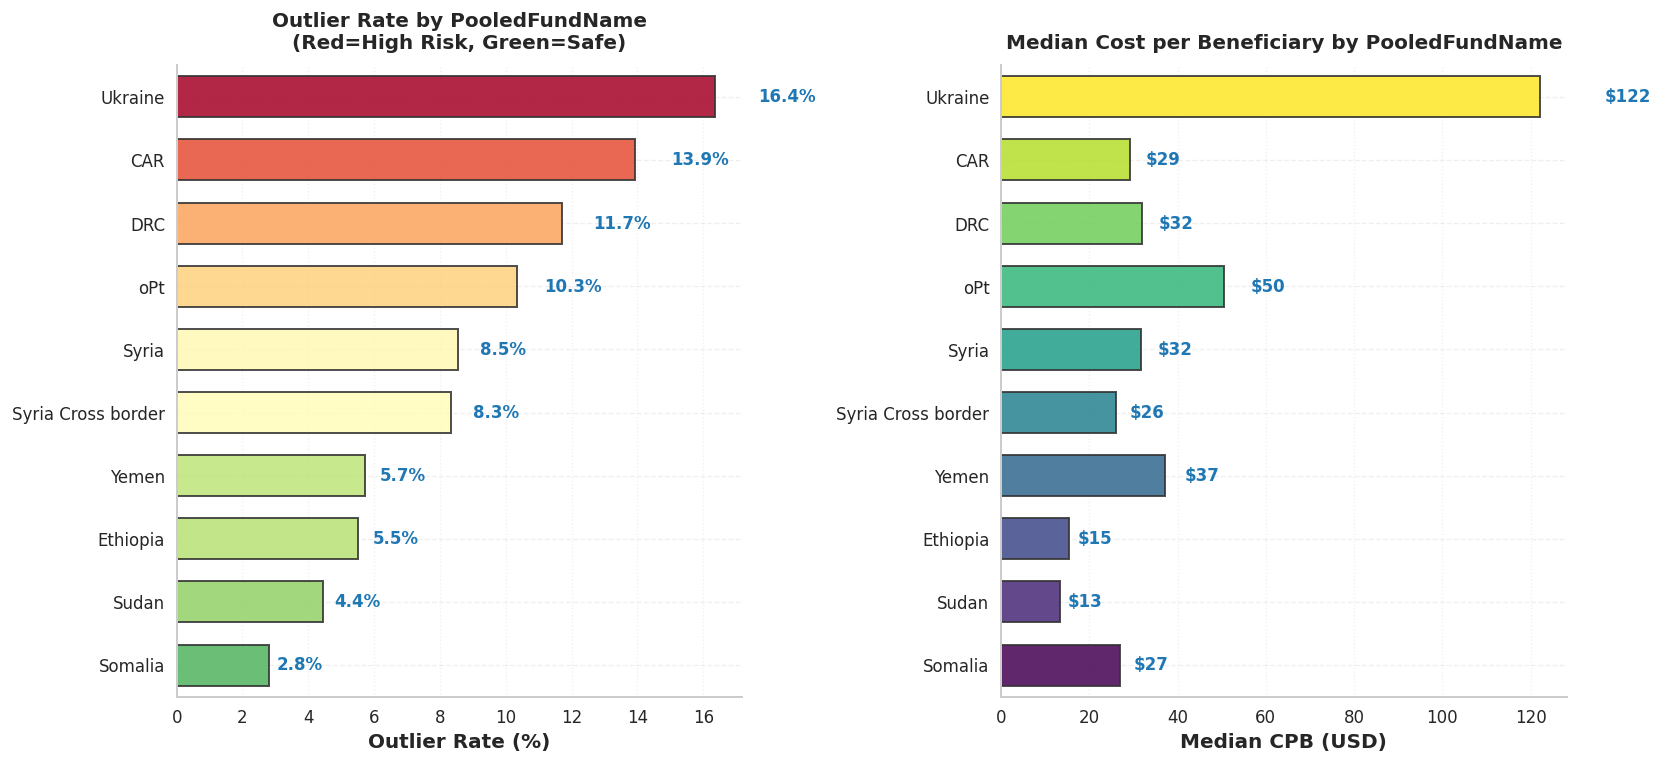 Outlier Rate by PooledFundName
(Red=High Risk, Green=Safe)
Ukraine 16.4%
CAR 13.9%
DRC 11.7%
oPt 10.3%
Syria 8.5%
Syria Cross border 8.3%
Yemen 5.7%
Ethiopia 5.5%
Sudan 4.4%
Somalia 2.8%
0 2 4 6 8 10 12 14 16
Outlier Rate (%)
Median Cost per Beneficiary by PooledFundName
Ukraine $122
CAR $29
DRC $32
oPt $50
Syria $32
Syria Cross border $26
Yemen $37
Ethiopia $15
Sudan $13
Somalia $27
0 20 40 60 80 100 120
Median CPB (USD)